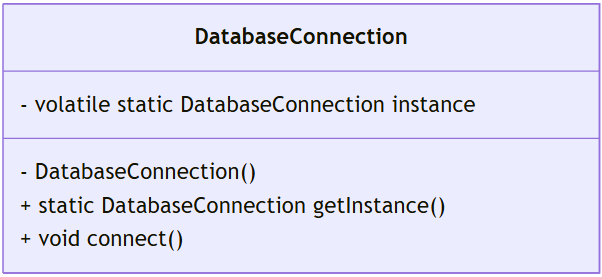 DatabaseConnection
- volatile static DatabaseConnection instance
- DatabaseConnection()
+ static DatabaseConnection getInstance()
+ void connect()